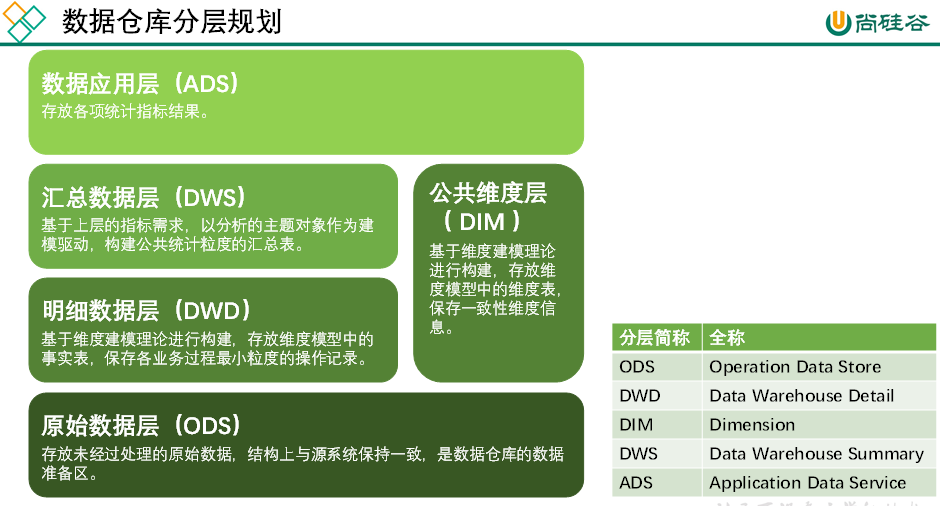 数据仓库分层规划
尚硅谷
数据应用层（ADS）
存放各项统计指标结果。
汇总数据层（DWS）
基于上层的指标需求，以分析的主题对象作为建
模驱动，构建公共统计粒度的汇总表。
公共维度层
（ DIM ）
基于维度建模理论
进行构建，存放维
度模型中的维度表，
保存一致性维度信
息。
明细数据层（DWD）
基于维度建模理论进行构建，存放维度模型中的
事实表，保存各业务过程最小粒度的操作记录。
原始数据层（ODS）
存放未经过处理的原始数据，结构上与源系统保持一致，是数据仓库的数据
准备区。
分层简称 全称
ODS Operation Data Store
DWD Data Warehouse Detail
DIM Dimension
DWS Data Warehouse Summary
ADS Application Data Service